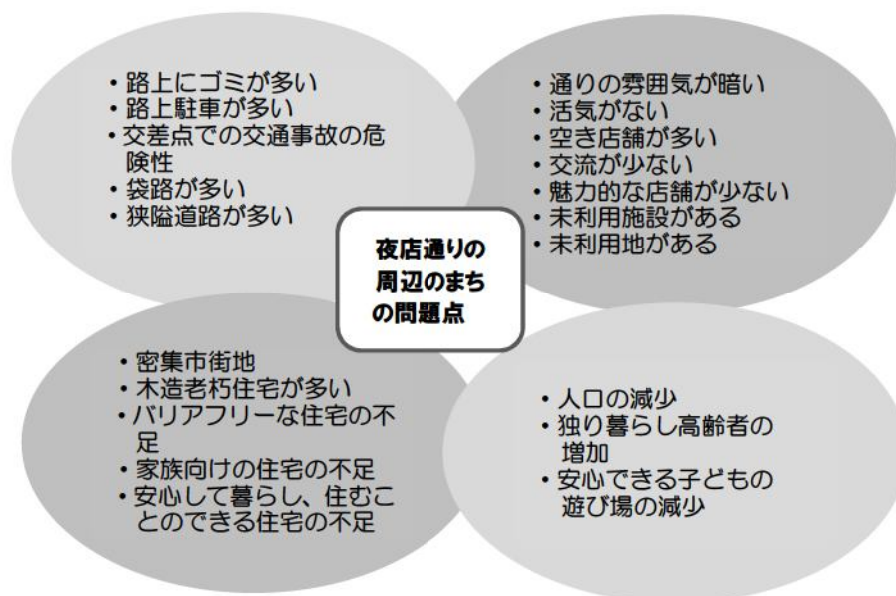 ・路上にゴミが多い
・路上駐車が多い
・交差点での交通事故の危
険性
・袋路が多い
・狭隘道路が多い
・通りの雰囲気が暗い
・活気がない
・空き店舗が多い
・交流が少ない
・魅力的な店舗が少ない
・未利用施設がある
・未利用地がある
夜店通りの
周辺のまち
の問題点
・密集市街地
・木造老朽住宅が多い
・バリアフリーな住宅の不
足
・家族向けの住宅の不足
・安心して暮らし、住むこ
とのできる住宅の不足
・人口の減少
・独り暮らし高齢者の
増加
・安心できる子どもの
遊び場の減少